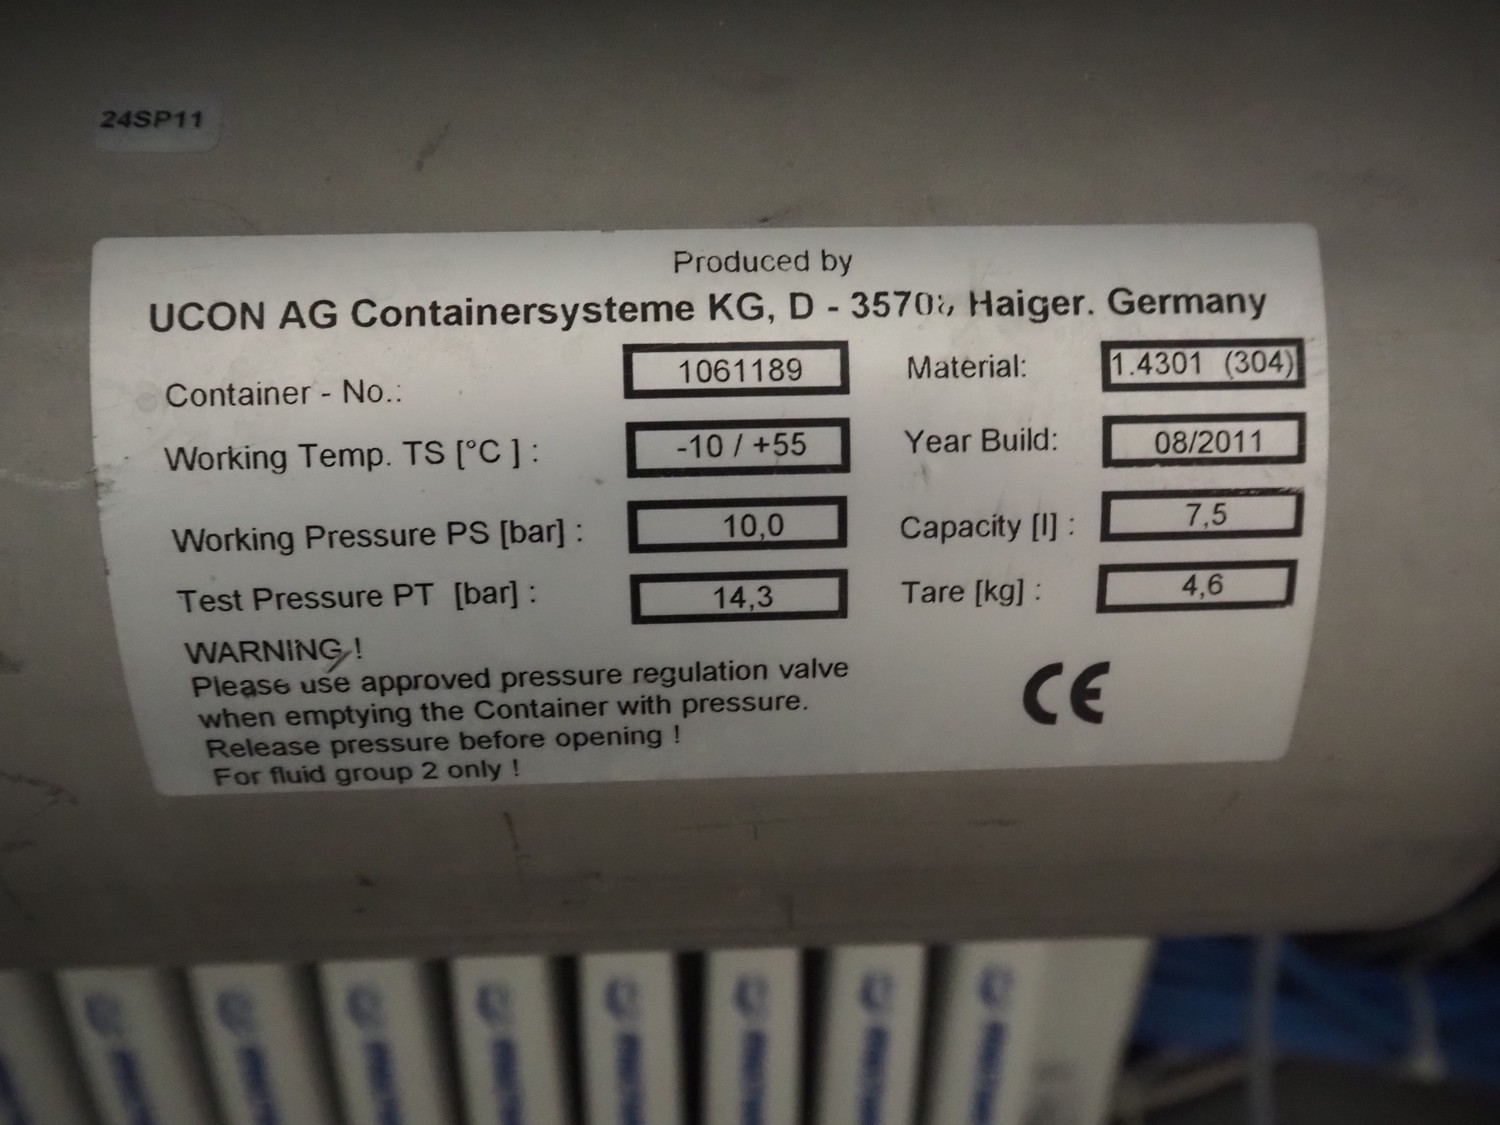 24SP11
Produced by
UCON AG Containersysteme KG, D - 35708 Haiger. Germany
Container - No.: 1061189 Material: 1.4301 (304)
Working Temp. TS [°C ] : -10 / +55 Year Build: 08/2011
Working Pressure PS [bar] : 10,0 Capacity [l] : 7,5
Test Pressure PT [bar] : 14,3 Tare [kg] : 4,6
WARNING !
Please use approved pressure regulation valve
when emptying the Container with pressure.
Release pressure before opening !
For fluid group 2 only !
CE